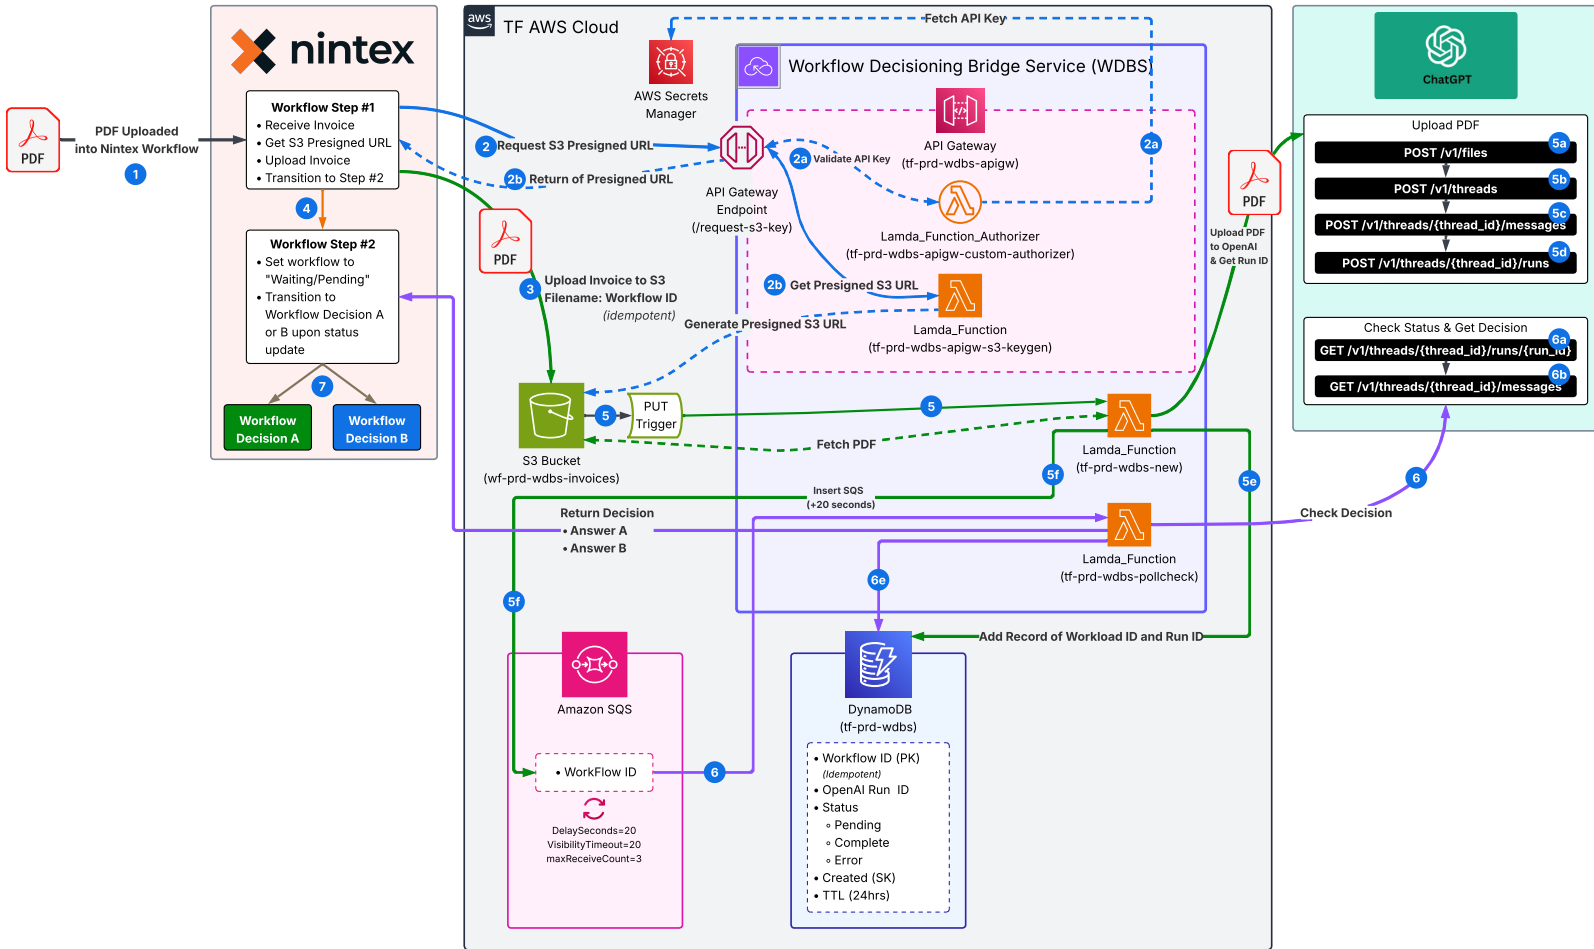 nintex
Workflow Step #1
• Receive Invoice
• Get S3 Presigned URL
• Upload Invoice
• Transition to Step #2
PDF
PDF Uploaded
into Nintex Workflow
1
4
Workflow Step #2
• Set workflow to
"Waiting/Pending"
• Transition to
Workflow Decision A
or B upon status
update
7
Workflow
Decision A
Workflow
Decision B
aws
TF AWS Cloud
Fetch API Key
AWS Secrets
Manager
Workflow Decisioning Bridge Service (WDBS)
2
Request S3 Presigned URL
2b
Return of Presigned URL
2a
Validate API Key
2a
API Gateway
(tf-prd-wdbs-apigw)
API Gateway
Endpoint
(/request-s3-key)
Lamda_Function_Authorizer
(tf-prd-wdbs-apigw-custom-authorizer)
PDF
3
Upload Invoice to S3
Filename: Workflow ID
(idempotent)
2b
Get Presigned S3 URL
Generate Presigned S3 URL
Lamda_Function
(tf-prd-wdbs-apigw-s3-keygen)
5
PUT
Trigger
5
Fetch PDF
S3 Bucket
(wf-prd-wdbs-invoices)
Lamda_Function
(tf-prd-wdbs-new)
5f
5e
Insert SQS
(+20 seconds)
Return Decision
• Answer A
• Answer B
Lamda_Function
(tf-prd-wdbs-pollcheck)
6e
5f
Add Record of Workload ID and Run ID
Amazon SQS
• WorkFlow ID
6
DelaySeconds=20
VisibilityTimeout=20
maxReceiveCount=3
DynamoDB
(tf-prd-wdbs)
• Workflow ID (PK)
(Idempotent)
• OpenAI Run ID
• Status
◦ Pending
◦ Complete
◦ Error
• Created (SK)
• TTL (24hrs)
PDF
Upload PDF
to OpenAI
& Get Run ID
ChatGPT
Upload PDF
POST /v1/files
5a
POST /v1/threads
5b
POST /v1/threads/{thread_id}/messages
5c
POST /v1/threads/{thread_id}/runs
5d
Check Status & Get Decision
GET /v1/threads/{thread_id}/runs/{run_id}
6a
GET /v1/threads/{thread_id}/messages
6b
6
Check Decision